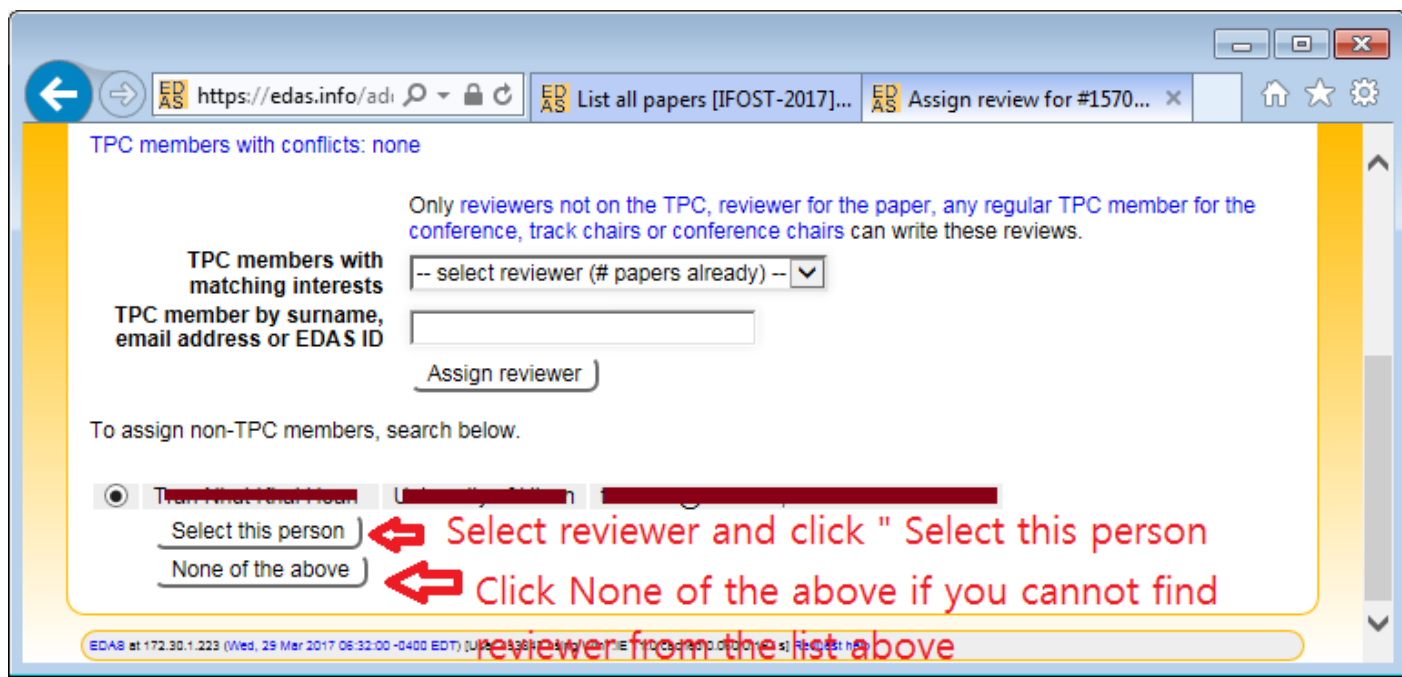 https://edas.info/ad
List all papers [IFOST-2017]...
Assign review for #1570...
TPC members with conflicts: none
Only reviewers not on the TPC, reviewer for the paper, any regular TPC member for the
conference, track chairs or conference chairs can write these reviews.
TPC members with
matching interests
-- select reviewer (# papers already) --
TPC member by surname,
email address or EDAS ID
Assign reviewer
To assign non-TPC members, search below.
Select this person
Select reviewer and click " Select this person
None of the above
Click None of the above if you cannot find
reviewer from the list above
EDAS at 172.30.1.223 (Wed, 29 Mar 2017 06:32:00 -0400 EDT)